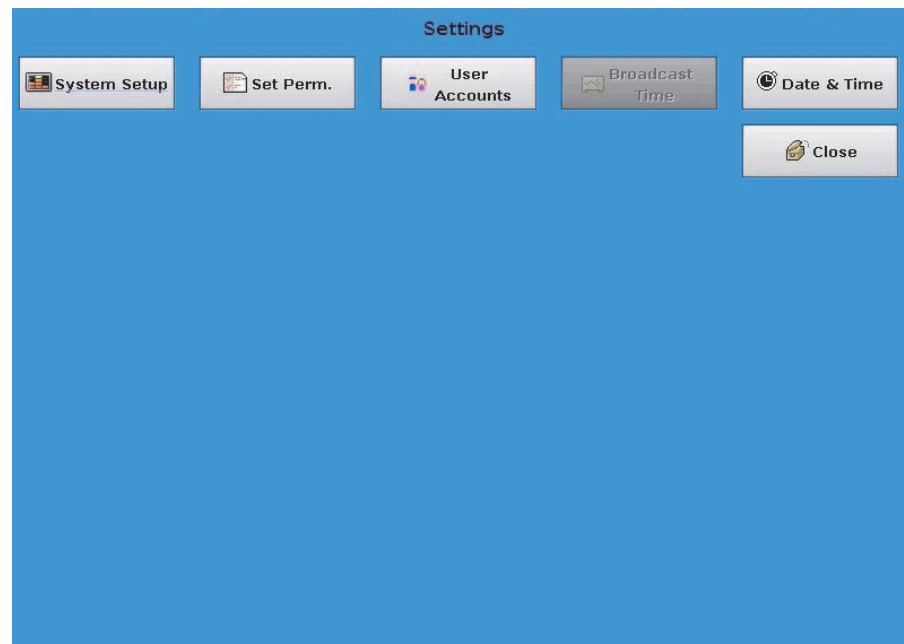 Settings
System Setup
Set Perm.
User
Accounts
Broadcast
Time
Date & Time
Close